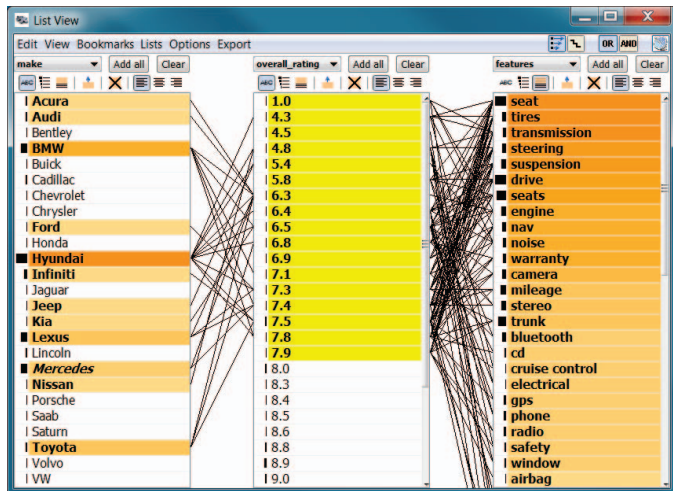 List View
Edit View Bookmarks Lists Options Export
OR AND
make Add all Clear
overall_rating Add all Clear
features Add all Clear
ABC
ABC
ABC
Acura
Audi
Bentley
BMW
Buick
Cadillac
Chevrolet
Chrysler
Ford
Honda
Hyundai
Infiniti
Jaguar
Jeep
Kia
Lexus
Lincoln
Mercedes
Nissan
Porsche
Saab
Saturn
Toyota
Volvo
VW
1.0
4.3
4.5
4.8
5.4
5.8
6.3
6.4
6.5
6.8
6.9
7.1
7.3
7.4
7.5
7.8
7.9
8.0
8.3
8.4
8.5
8.6
8.8
8.9
9.0
seat
tires
transmission
steering
suspension
drive
seats
engine
nav
noise
warranty
camera
mileage
stereo
trunk
bluetooth
cd
cruise control
electrical
gps
phone
radio
safety
window
airbag